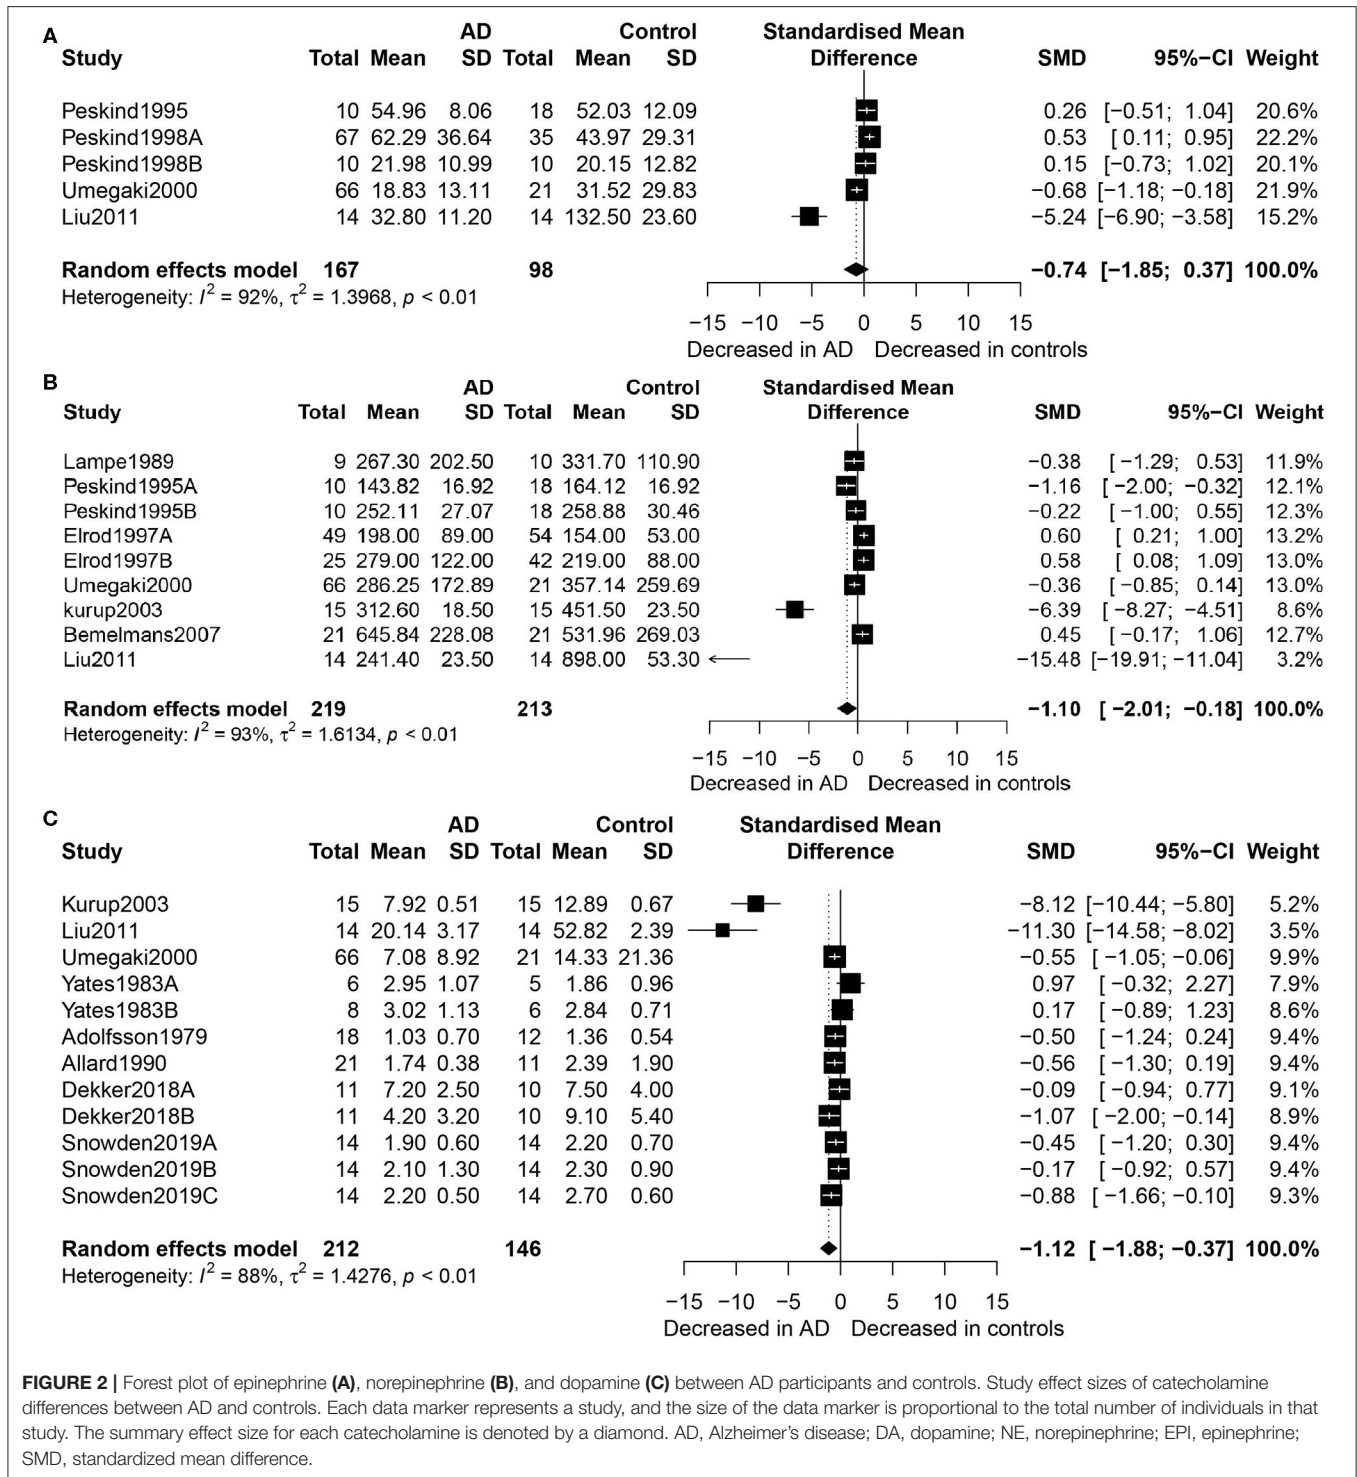 A
AD Control Standardised Mean
Study Total Mean SD Total Mean SD Difference SMD 95%−CI Weight
Peskind1995 10 54.96 8.06 18 52.03 12.09 0.26 [−0.51; 1.04] 20.6%
Peskind1998A 67 62.29 36.64 35 43.97 29.31 0.53 [ 0.11; 0.95] 22.2%
Peskind1998B 10 21.98 10.99 10 20.15 12.82 0.15 [−0.73; 1.02] 20.1%
Umegaki2000 66 18.83 13.11 21 31.52 29.83 −0.68 [−1.18; −0.18] 21.9%
Liu2011 14 32.80 11.20 14 132.50 23.60 −5.24 [−6.90; −3.58] 15.2%
Random effects model 167 98 −0.74 [−1.85; 0.37] 100.0%
Heterogeneity: I² = 92%, τ² = 1.3968, p < 0.01
−15 −10 −5 0 5 10 15
Decreased in AD Decreased in controls
B
AD Control Standardised Mean
Study Total Mean SD Total Mean SD Difference SMD 95%−CI Weight
Lampe1989 9 267.30 202.50 10 331.70 110.90 −0.38 [ −1.29; 0.53] 11.9%
Peskind1995A 10 143.82 16.92 18 164.12 16.92 −1.16 [ −2.00; −0.32] 12.1%
Peskind1995B 10 252.11 27.07 18 258.88 30.46 −0.22 [ −1.00; 0.55] 12.3%
Elrod1997A 49 198.00 89.00 54 154.00 53.00 0.60 [ 0.21; 1.00] 13.2%
Elrod1997B 25 279.00 122.00 42 219.00 88.00 0.58 [ 0.08; 1.09] 13.0%
Umegaki2000 66 286.25 172.89 21 357.14 259.69 −0.36 [ −0.85; 0.14] 13.0%
kurup2003 15 312.60 18.50 15 451.50 23.50 −6.39 [ −8.27; −4.51] 8.6%
Bemelmans2007 21 645.84 228.08 21 531.96 269.03 0.45 [ −0.17; 1.06] 12.7%
Liu2011 14 241.40 23.50 14 898.00 53.30 −15.48 [−19.91; −11.04] 3.2%
Random effects model 219 213 −1.10 [ −2.01; −0.18] 100.0%
Heterogeneity: I² = 93%, τ² = 1.6134, p < 0.01
−15 −10 −5 0 5 10 15
Decreased in AD Decreased in controls
C
AD Control Standardised Mean
Study Total Mean SD Total Mean SD Difference SMD 95%−CI Weight
Kurup2003 15 7.92 0.51 15 12.89 0.67 −8.12 [−10.44; −5.80] 5.2%
Liu2011 14 20.14 3.17 14 52.82 2.39 −11.30 [−14.58; −8.02] 3.5%
Umegaki2000 66 7.08 8.92 21 14.33 21.36 −0.55 [ −1.05; −0.06] 9.9%
Yates1983A 6 2.95 1.07 5 1.86 0.96 0.97 [ −0.32; 2.27] 7.9%
Yates1983B 8 3.02 1.13 6 2.84 0.71 0.17 [ −0.89; 1.23] 8.6%
Adolfsson1979 18 1.03 0.70 12 1.36 0.54 −0.50 [ −1.24; 0.24] 9.4%
Allard1990 21 1.74 0.38 11 2.39 1.90 −0.56 [ −1.30; 0.19] 9.4%
Dekker2018A 11 7.20 2.50 10 7.50 4.00 −0.09 [ −0.94; 0.77] 9.1%
Dekker2018B 11 4.20 3.20 10 9.10 5.40 −1.07 [ −2.00; −0.14] 8.9%
Snowden2019A 14 1.90 0.60 14 2.20 0.70 −0.45 [ −1.20; 0.30] 9.4%
Snowden2019B 14 2.10 1.30 14 2.30 0.90 −0.17 [ −0.92; 0.57] 9.4%
Snowden2019C 14 2.20 0.50 14 2.70 0.60 −0.88 [ −1.66; −0.10] 9.3%
Random effects model 212 146 −1.12 [ −1.88; −0.37] 100.0%
Heterogeneity: I² = 88%, τ² = 1.4276, p < 0.01
−15 −10 −5 0 5 10 15
Decreased in AD Decreased in controls
FIGURE 2 | Forest plot of epinephrine (A), norepinephrine (B), and dopamine (C) between AD participants and controls. Study effect sizes of catecholamine
differences between AD and controls. Each data marker represents a study, and the size of the data marker is proportional to the total number of individuals in that
study. The summary effect size for each catecholamine is denoted by a diamond. AD, Alzheimer's disease; DA, dopamine; NE, norepinephrine; EPI, epinephrine;
SMD, standardized mean difference.